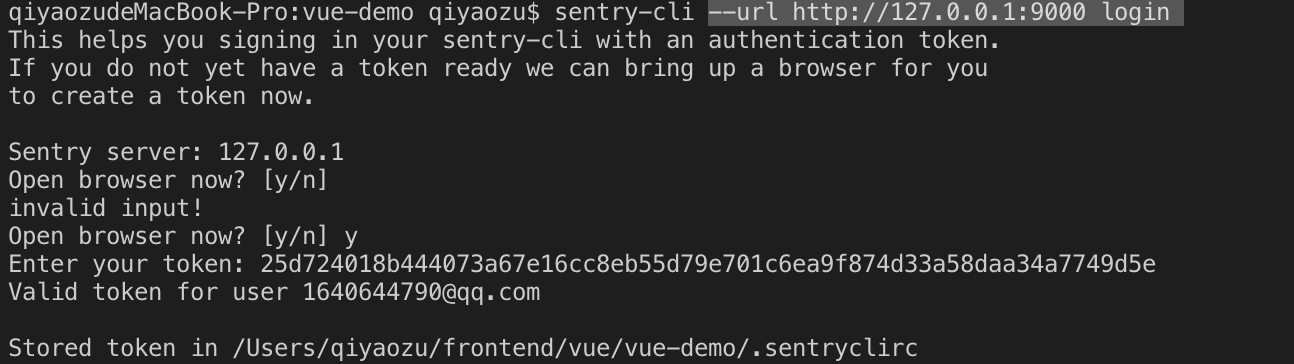 qiyaozudeMacBook-Pro:vue-demo qiyaozu$ sentry-cli --url http://127.0.0.1:9000 login
This helps you signing in your sentry-cli with an authentication token.
If you do not yet have a token ready we can bring up a browser for you
to create a token now.
Sentry server: 127.0.0.1
Open browser now? [y/n]
invalid input!
Open browser now? [y/n] y
Enter your token: 25d724018b444073a67e16cc8eb55d79e701c6ea9f874d33a58daa34a7749d5e
Valid token for user 1640644790@qq.com
Stored token in /Users/qiyaozu/frontend/vue/vue-demo/.sentryclirc